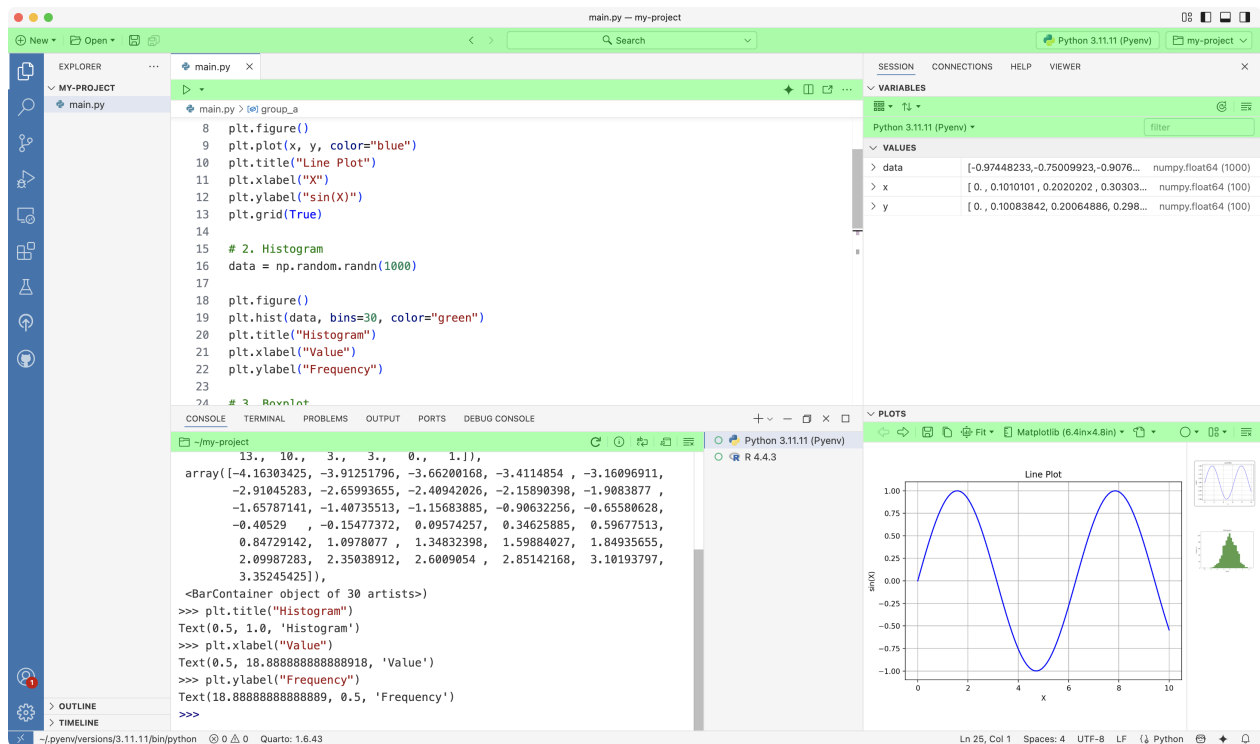 main.py — my-project
New
Open
Search
Python 3.11.11 (Pyenv)
my-project
EXPLORER
MY-PROJECT
main.py
OUTLINE
TIMELINE
1
main.py
main.py > group_a
8 plt.figure()
9 plt.plot(x, y, color="blue")
10 plt.title("Line Plot")
11 plt.xlabel("X")
12 plt.ylabel("sin(X)")
13 plt.grid(True)
14
15 # 2. Histogram
16 data = np.random.randn(1000)
17
18 plt.figure()
19 plt.hist(data, bins=30, color="green")
20 plt.title("Histogram")
21 plt.xlabel("Value")
22 plt.ylabel("Frequency")
23
24 # 3. Boxplot
CONSOLE TERMINAL PROBLEMS OUTPUT PORTS DEBUG CONSOLE
~/my-project
13., 10., 3., 3., 0., 1.]),
array([-4.16303425, -3.91251796, -3.66200168, -3.4114854 , -3.16096911,
-2.91045283, -2.65993655, -2.40942026, -2.15890398, -1.9083877 ,
-1.65787141, -1.40735513, -1.15683885, -0.90632256, -0.65580628,
-0.40529 , -0.15477372, 0.09574257, 0.34625885, 0.59677513,
0.84729142, 1.0978077 , 1.34832398, 1.59884027, 1.84935655,
2.09987283, 2.35038912, 2.6009054 , 2.85142168, 3.10193797,
3.35245425]),
<BarContainer object of 30 artists>)
>>> plt.title("Histogram")
Text(0.5, 1.0, 'Histogram')
>>> plt.xlabel("Value")
Text(0.5, 18.888888888888918, 'Value')
>>> plt.ylabel("Frequency")
Text(18.88888888888889, 0.5, 'Frequency')
>>>
Python 3.11.11 (Pyenv)
R 4.4.3
SESSION CONNECTIONS HELP VIEWER
VARIABLES
Python 3.11.11 (Pyenv)
filter
VALUES
data [-0.97448233,-0.75009923,-0.9076... numpy.float64 (1000)
x [ 0. , 0.1010101 , 0.2020202 , 0.30303... numpy.float64 (100)
y [ 0. , 0.10083842, 0.20064886, 0.298... numpy.float64 (100)
PLOTS
Fit
Matplotlib (6.4in×4.8in)
Line Plot
1.00
0.75
0.50
0.25
0.00
−0.25
−0.50
−0.75
−1.00
sin(X)
0 2 4 6 8 10
X
~/.pyenv/versions/3.11.11/bin/python 0 0 Quarto: 1.6.43
Ln 25, Col 1 Spaces: 4 UTF-8 LF Python